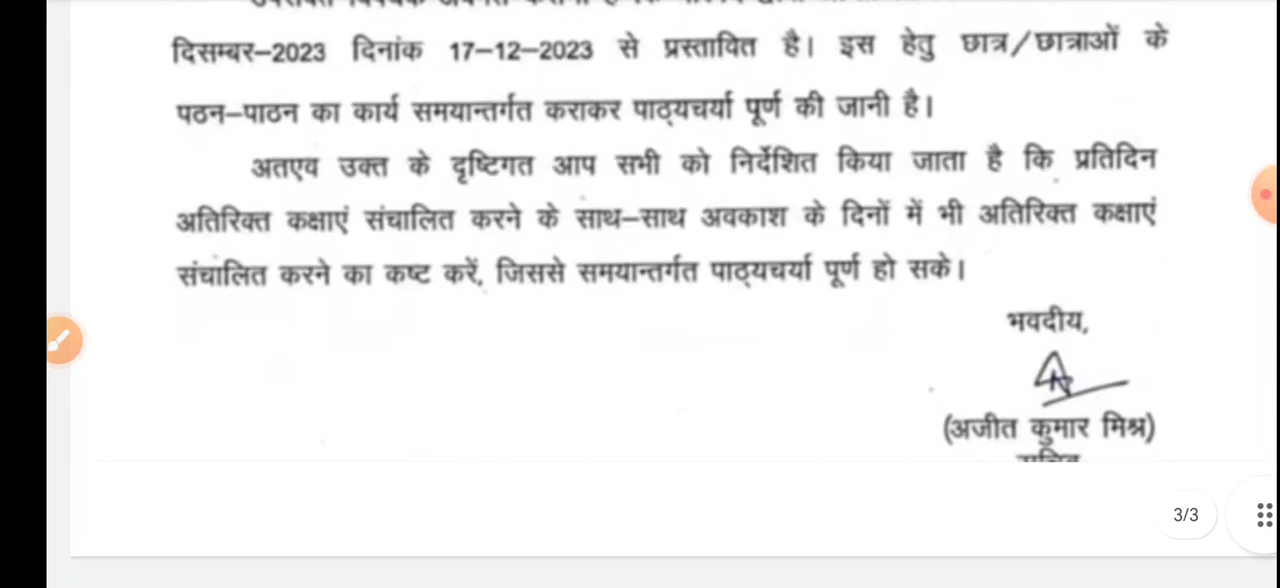 दिसम्बर–2023 दिनांक 17–12–2023 से प्रस्तावित है। इस हेतु छात्र/छात्राओं के
पठन–पाठन का कार्य समयान्तर्गत कराकर पाठ्यचर्या पूर्ण की जानी है।
अतएव उक्त के दृष्टिगत आप सभी को निर्देशित किया जाता है कि प्रतिदिन
अतिरिक्त कक्षाएं संचालित करने के साथ–साथ अवकाश के दिनों में भी अतिरिक्त कक्षाएं
संचालित करने का कष्ट करें, जिससे समयान्तर्गत पाठ्यचर्या पूर्ण हो सके।
भवदीय,
(अजीत कुमार मिश्र)
3/3